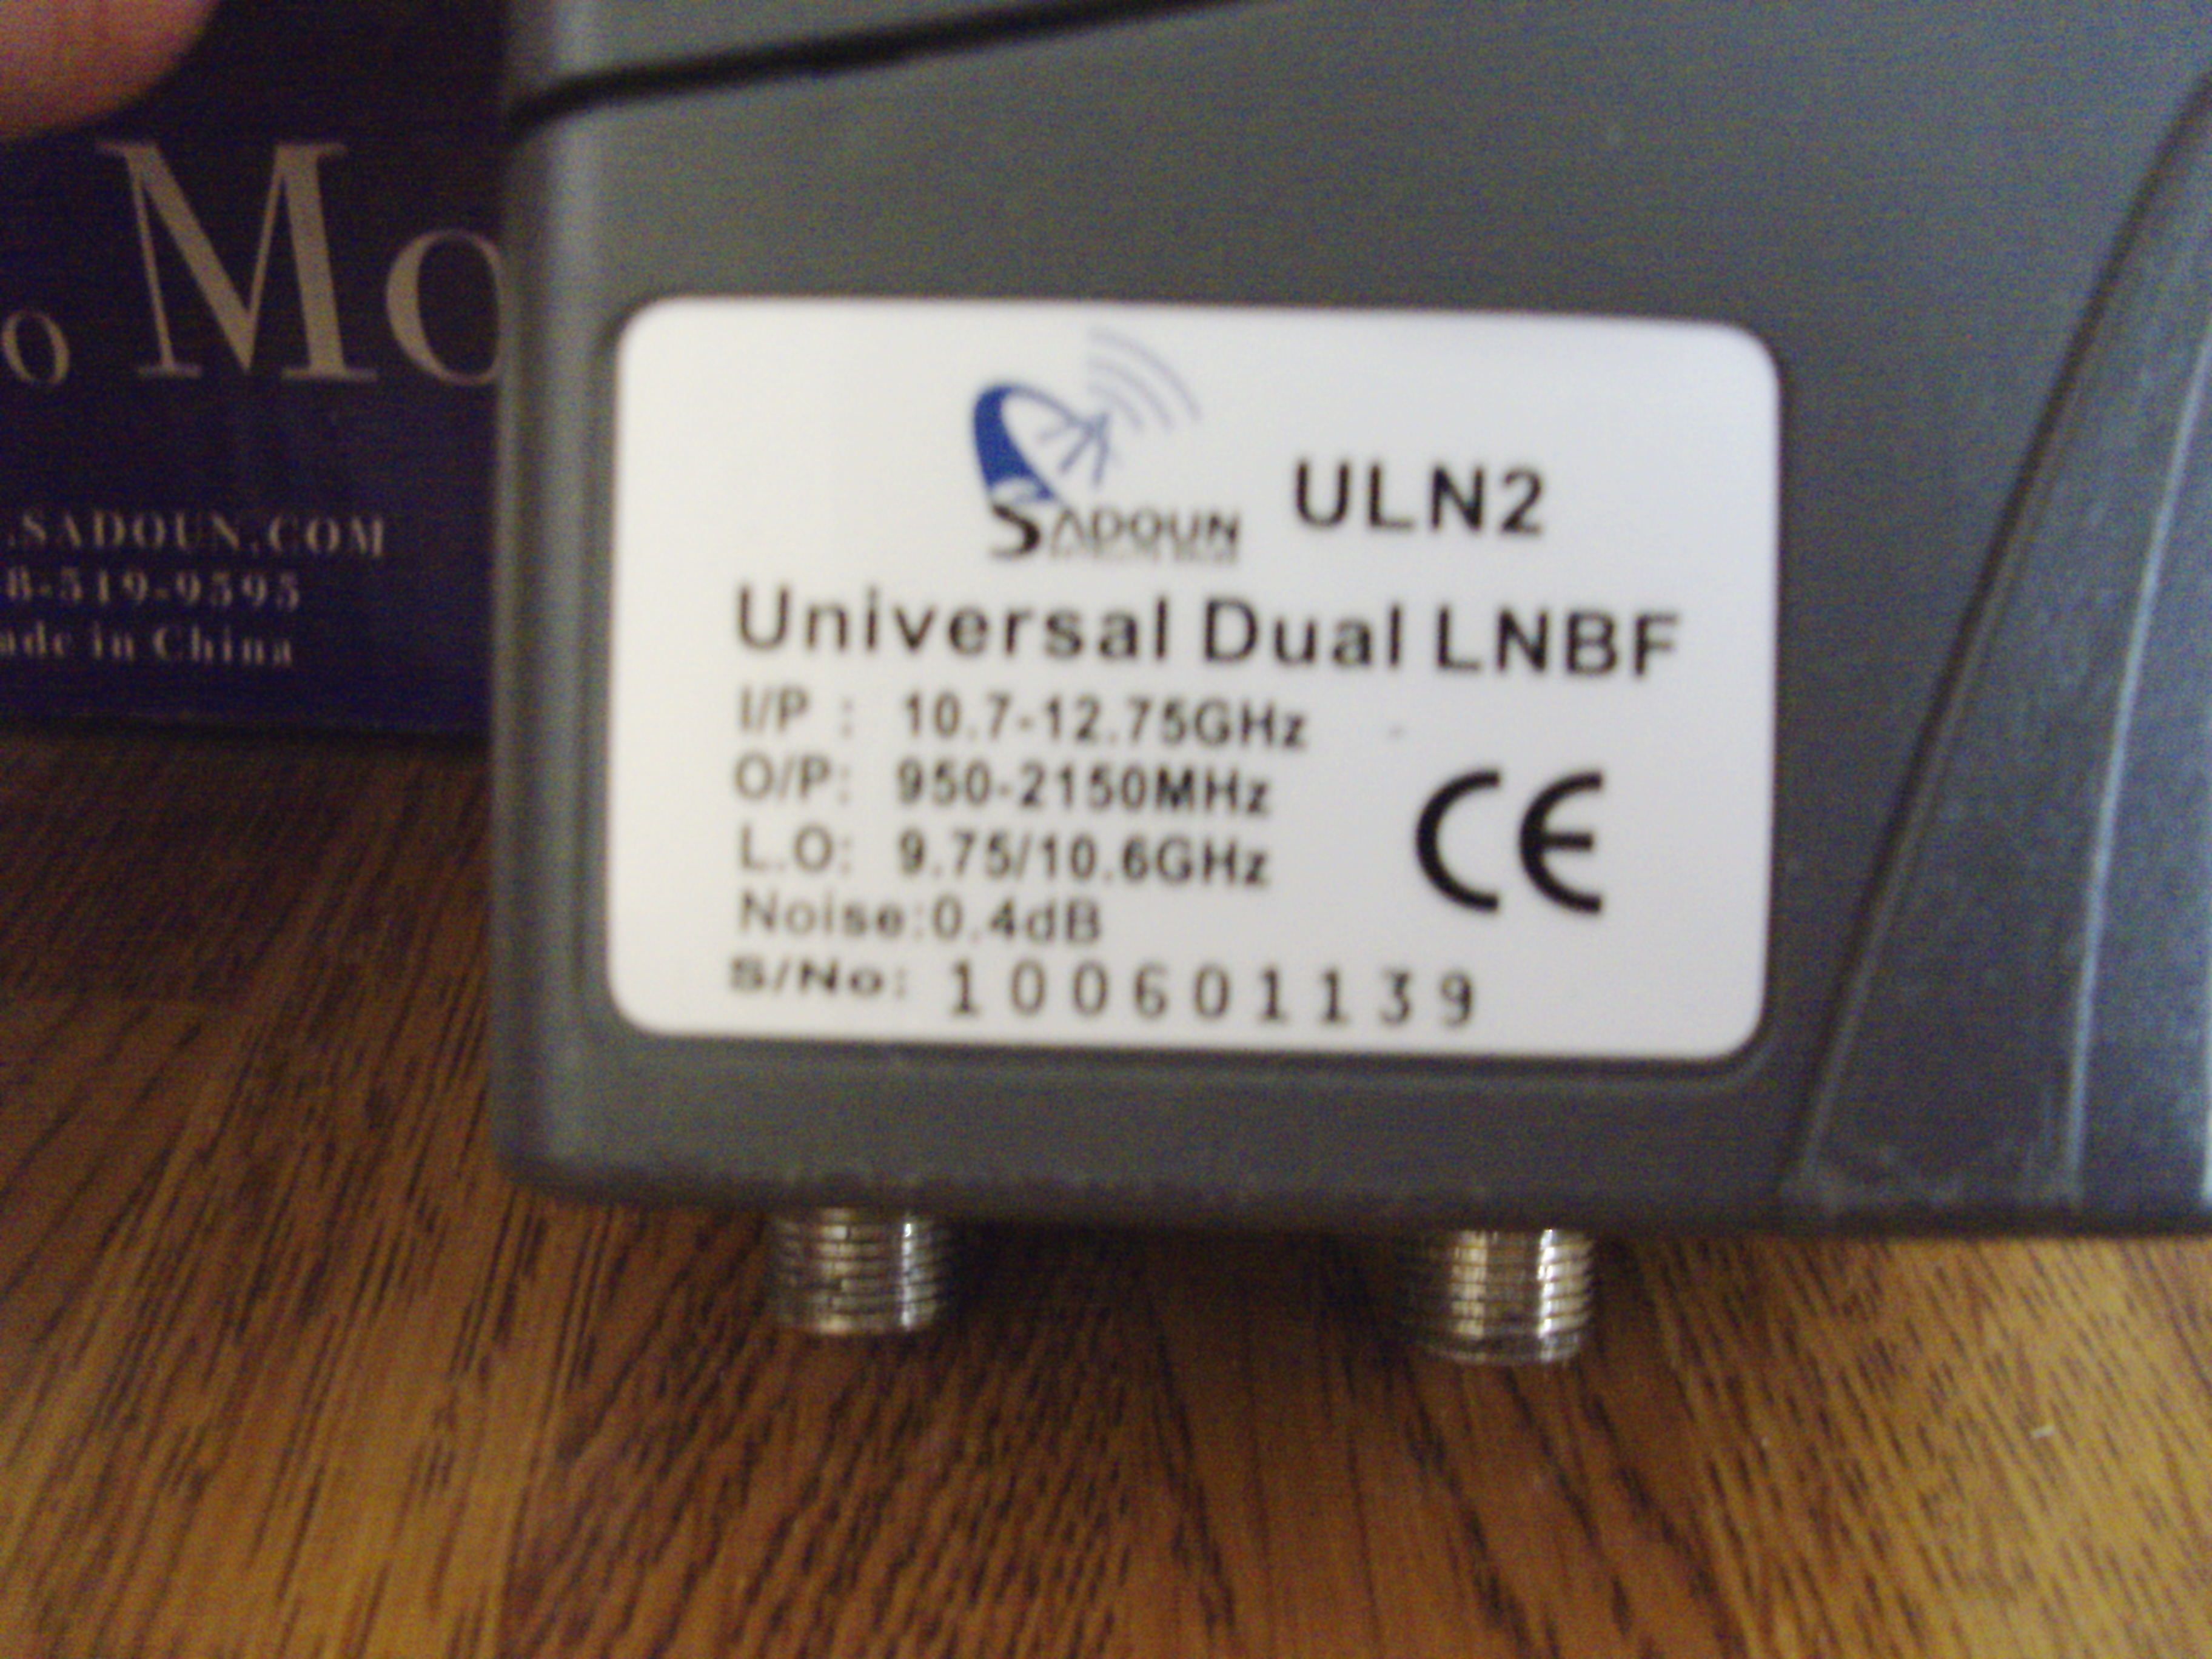 o Mo
.SADOUN.COM
8-519-9595
ade in China
SADOUN
ULN2
Universal Dual LNBF
I/P : 10.7-12.75GHz
O/P: 950-2150MHz
L.O: 9.75/10.6GHz
CE
Noise:0.4dB
S/No: 100601139